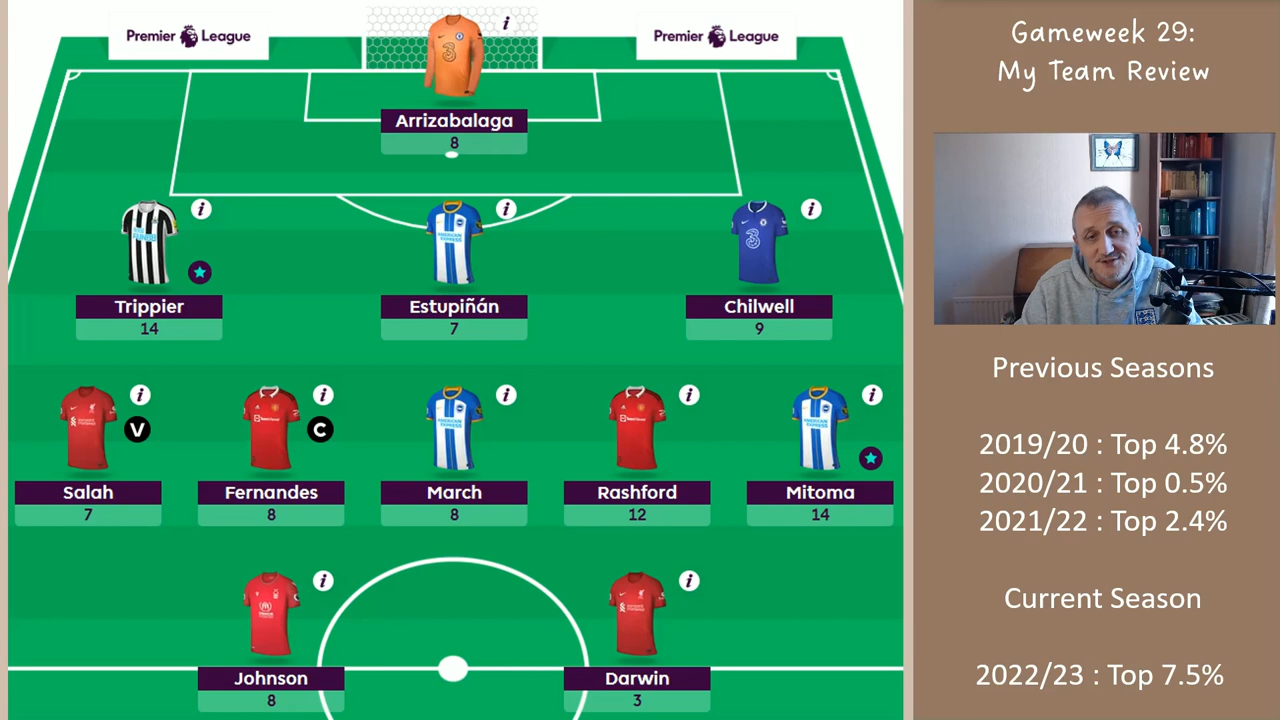 Premier League
Premier League
Arrizabalaga
8
Trippier
14
Estupiñán
7
Chilwell
9
V
Salah
7
C
Fernandes
8
March
8
Rashford
12
Mitoma
14
Johnson
8
Darwin
3
Gameweek 29:
My Team Review
Previous Seasons
2019/20 : Top 4.8%
2020/21 : Top 0.5%
2021/22 : Top 2.4%
Current Season
2022/23 : Top 7.5%